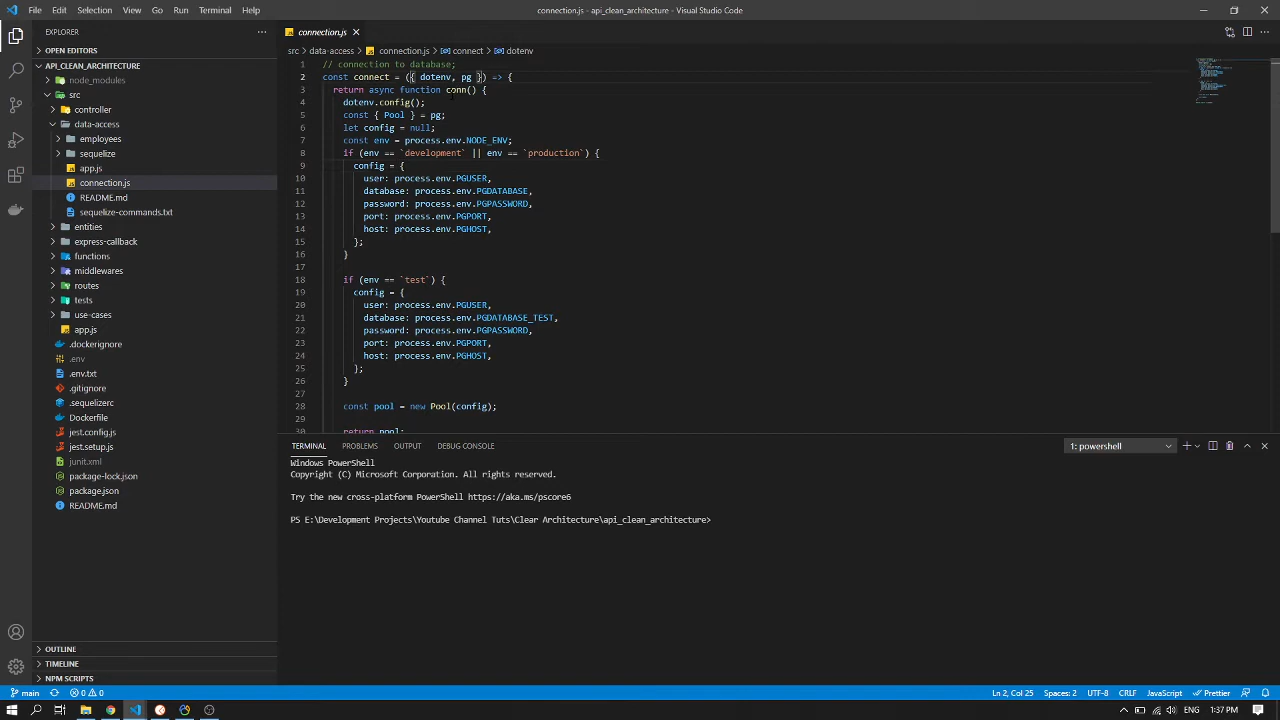 File Edit Selection View Go Run Terminal Help
connection.js - api_clean_architecture - Visual Studio Code
EXPLORER
OPEN EDITORS
API_CLEAN_ARCHITECTURE
node_modules
src
controller
data-access
employees
sequelize
app.js
connection.js
README.md
sequelize-commands.txt
entities
express-callback
functions
middlewares
routes
tests
use-cases
app.js
.dockerignore
.env
.env.txt
.gitignore
.sequelizerc
Dockerfile
jest.config.js
jest.setup.js
junit.xml
package-lock.json
package.json
README.md
OUTLINE
TIMELINE
NPM SCRIPTS
connection.js
src > data-access > connection.js > connect > dotenv
1 // connection to database;
2 const connect = ({ dotenv, pg }) => {
3 return async function conn() {
4 dotenv.config();
5 const { Pool } = pg;
6 let config = null;
7 const env = process.env.NODE_ENV;
8 if (env == `development` || env == `production`) {
9 config = {
10 user: process.env.PGUSER,
11 database: process.env.PGDATABASE,
12 password: process.env.PGPASSWORD,
13 port: process.env.PGPORT,
14 host: process.env.PGHOST,
15 };
16 }
17
18 if (env == `test`) {
19 config = {
20 user: process.env.PGUSER,
21 database: process.env.PGDATABASE_TEST,
22 password: process.env.PGPASSWORD,
23 port: process.env.PGPORT,
24 host: process.env.PGHOST,
25 };
26 }
27
28 const pool = new Pool(config);
29
30 return pool;
TERMINAL PROBLEMS OUTPUT DEBUG CONSOLE
1: powershell
Windows PowerShell
Copyright (C) Microsoft Corporation. All rights reserved.
Try the new cross-platform PowerShell https://aka.ms/pscore6
PS E:\Development Projects\Youtube Channel Tuts\Clear Architecture\api_clean_architecture>
main 0 0
Ln 2, Col 25 Spaces: 2 UTF-8 CRLF JavaScript Prettier
ENG 1:37 PM